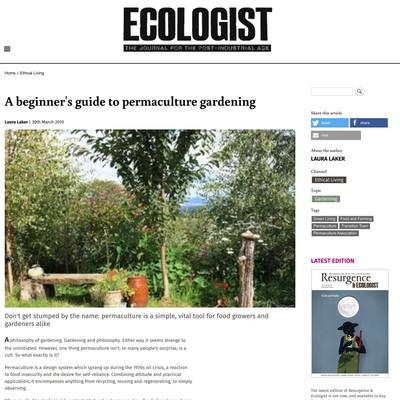 ECOLOGIST
THE JOURNAL FOR THE POST-INDUSTRIAL AGE
Home » Ethical Living
A beginner's guide to permaculture gardening
Laura Laker | 30th March 2010
Share this article
tweet
share
mail
About the author
LAURA LAKER
Channel
Ethical Living
Topic
Gardening
Tags
Green Living
Food and Farming
Permaculture
Transition Town
Permaculture Association
Don't get stumped by the name: permaculture is a simple, vital tool for food growers and
gardeners alike
A philosophy of gardening. Gardening and philosophy. Either way it seems strange to
the uninitiated. However, one thing permaculture isn't, to many people's surprise, is a
cult. So what exactly is it?
Permaculture is a design system which sprang up during the 1970s oil crisis, a reaction
to food insecurity and the desire for self-reliance. Combining attitude and practical
application, it encompasses anything from recycling, reusing and regenerating, to simply
observing.
LATEST EDITION
Resurgence
& ECOLOGIST
The latest edition of Resurgence &
Ecologist is out now, and available to buy.